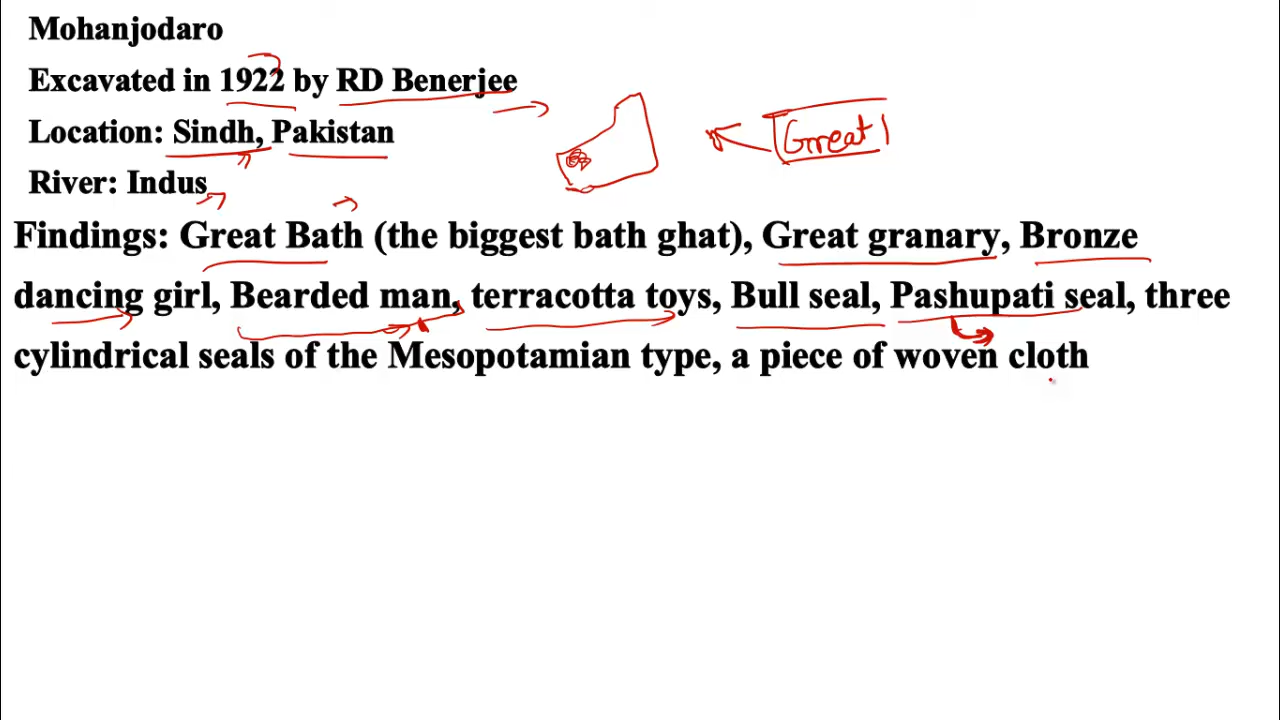 Mohanjodaro
Excavated in 1922 by RD Benerjee
Location: Sindh, Pakistan
Great
River: Indus
Findings: Great Bath (the biggest bath ghat), Great granary, Bronze
dancing girl, Bearded man, terracotta toys, Bull seal, Pashupati seal, three
cylindrical seals of the Mesopotamian type, a piece of woven cloth